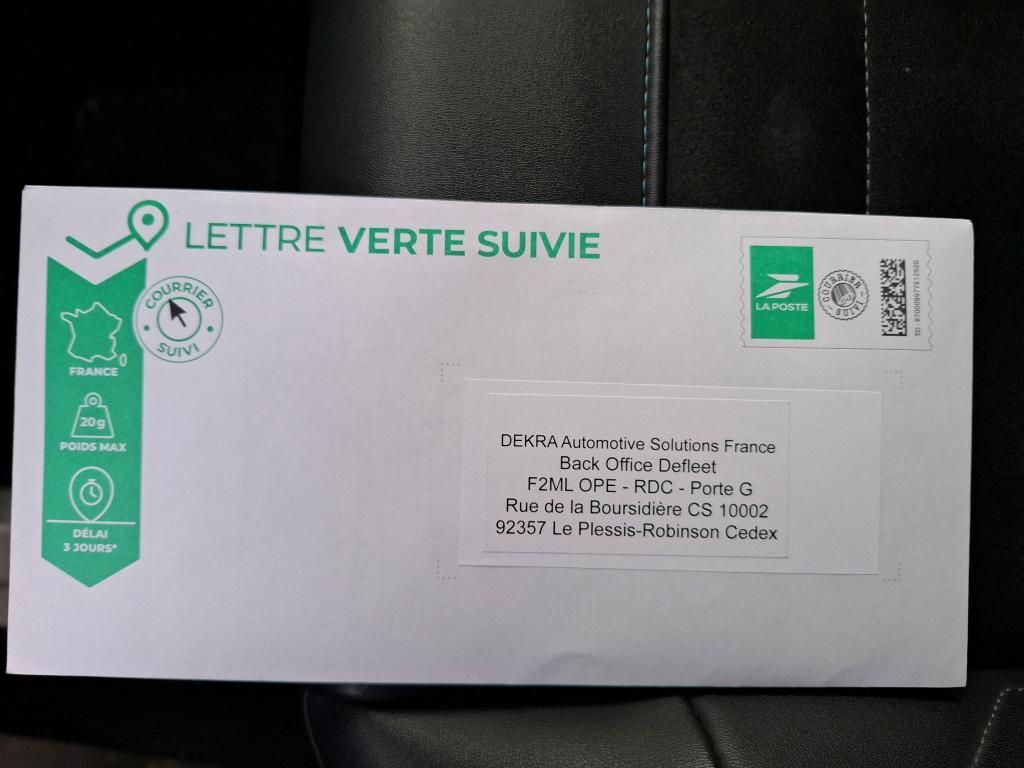 LETTRE VERTE SUIVIE
COURRIER
SUIVI
FRANCE
20g
POIDS MAX
DÉLAI
3 JOURS*
LA POSTE
COURRIER
SUIVI
DEKRA Automotive Solutions France
Back Office Defleet
F2ML OPE - RDC - Porte G
Rue de la Boursidière CS 10002
92357 Le Plessis-Robinson Cedex